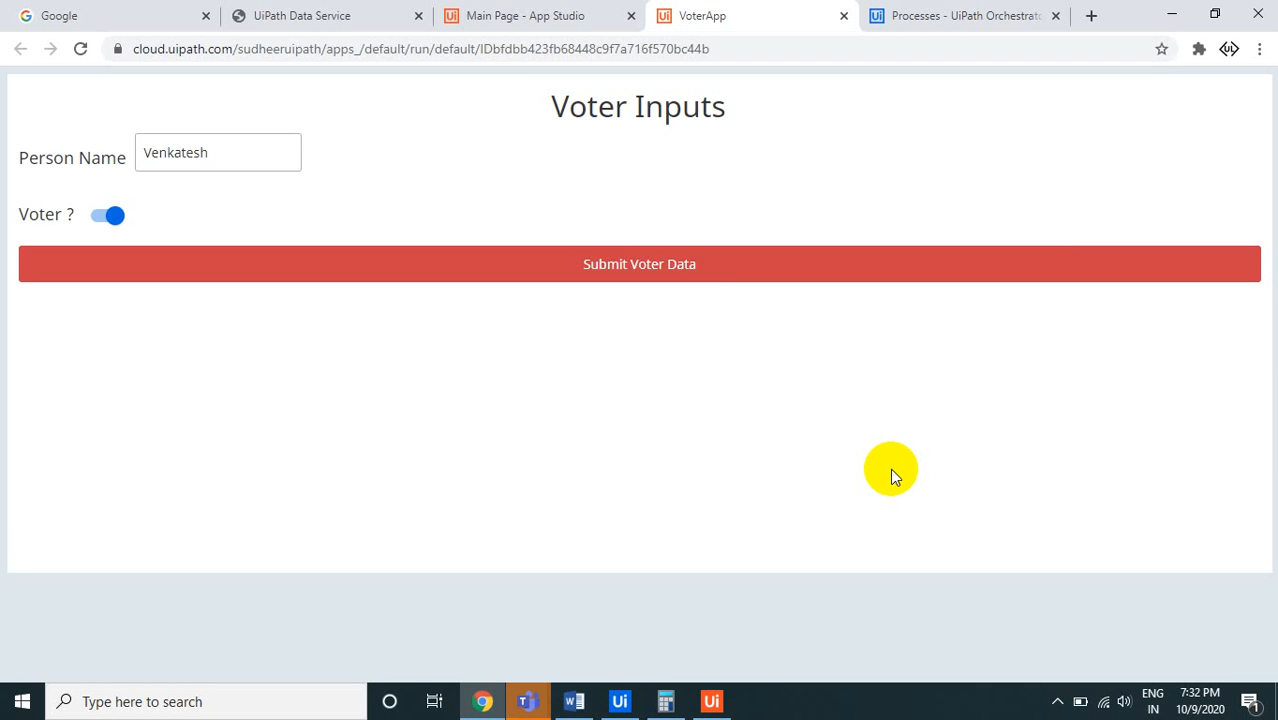 Google
UiPath Data Service
Main Page - App Studio
VoterApp
Processes - UiPath Orchestrato
cloud.uipath.com/sudheeruipath/apps_/default/run/default/IDbfdbb423fb68448c9f7a716f570bc44b
Voter Inputs
Person Name Venkatesh
Voter ?
Submit Voter Data
Type here to search
ENG
IN
7:32 PM
10/9/2020